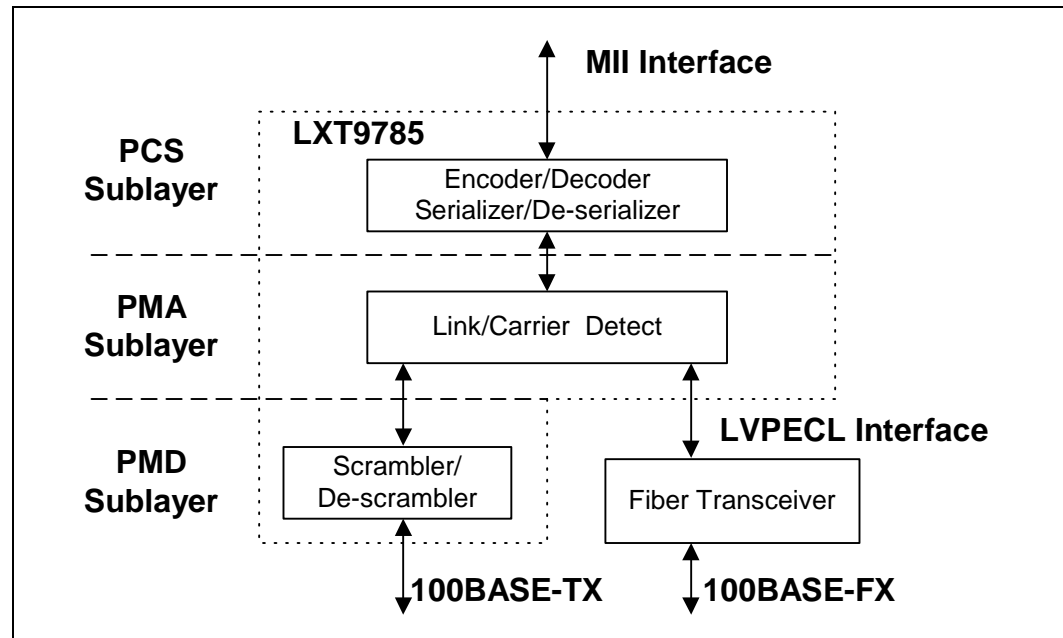 MII Interface
LXT9785
PCS
Sublayer
Encoder/Decoder
Serializer/De-serializer
PMA
Sublayer
Link/Carrier Detect
LVPECL Interface
PMD
Sublayer
Scrambler/
De-scrambler
Fiber Transceiver
100BASE-TX
100BASE-FX